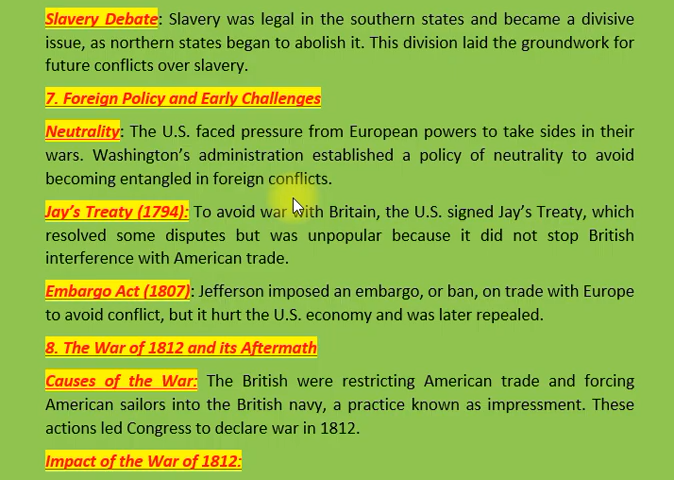 Slavery Debate: Slavery was legal in the southern states and became a divisive
issue, as northern states began to abolish it. This division laid the groundwork for
future conflicts over slavery.
7. Foreign Policy and Early Challenges
Neutrality: The U.S. faced pressure from European powers to take sides in their
wars. Washington's administration established a policy of neutrality to avoid
becoming entangled in foreign conflicts.
Jay's Treaty (1794): To avoid war with Britain, the U.S. signed Jay's Treaty, which
resolved some disputes but was unpopular because it did not stop British
interference with American trade.
Embargo Act (1807): Jefferson imposed an embargo, or ban, on trade with Europe
to avoid conflict, but it hurt the U.S. economy and was later repealed.
8. The War of 1812 and its Aftermath
Causes of the War: The British were restricting American trade and forcing
American sailors into the British navy, a practice known as impressment. These
actions led Congress to declare war in 1812.
Impact of the War of 1812: